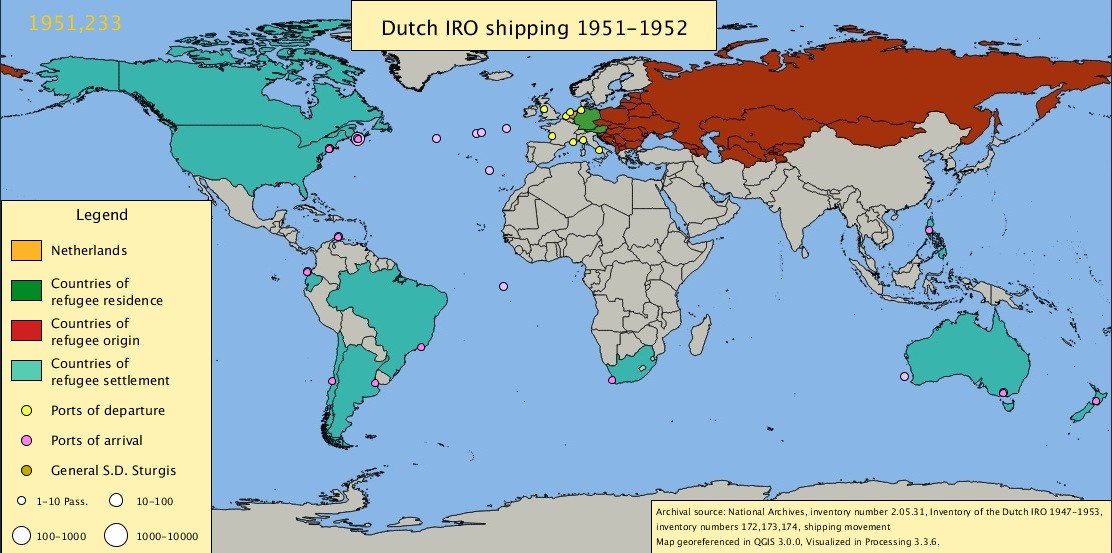 1951,233
Dutch IRO shipping 1951-1952
Legend
Netherlands
Countries of
refugee residence
Countries of
refugee origin
Countries of
refugee settlement
Ports of departure
Ports of arrival
General S.D. Sturgis
1-10 Pass.
10-100
100-1000
1000-10000
Archival source: National Archives, inventory number 2.05.31, Inventory of the Dutch IRO 1947-1953,
inventory numbers 172,173,174, shipping movement
Map georeferenced in QGIS 3.0.0, Visualized in Processing 3.3.6.